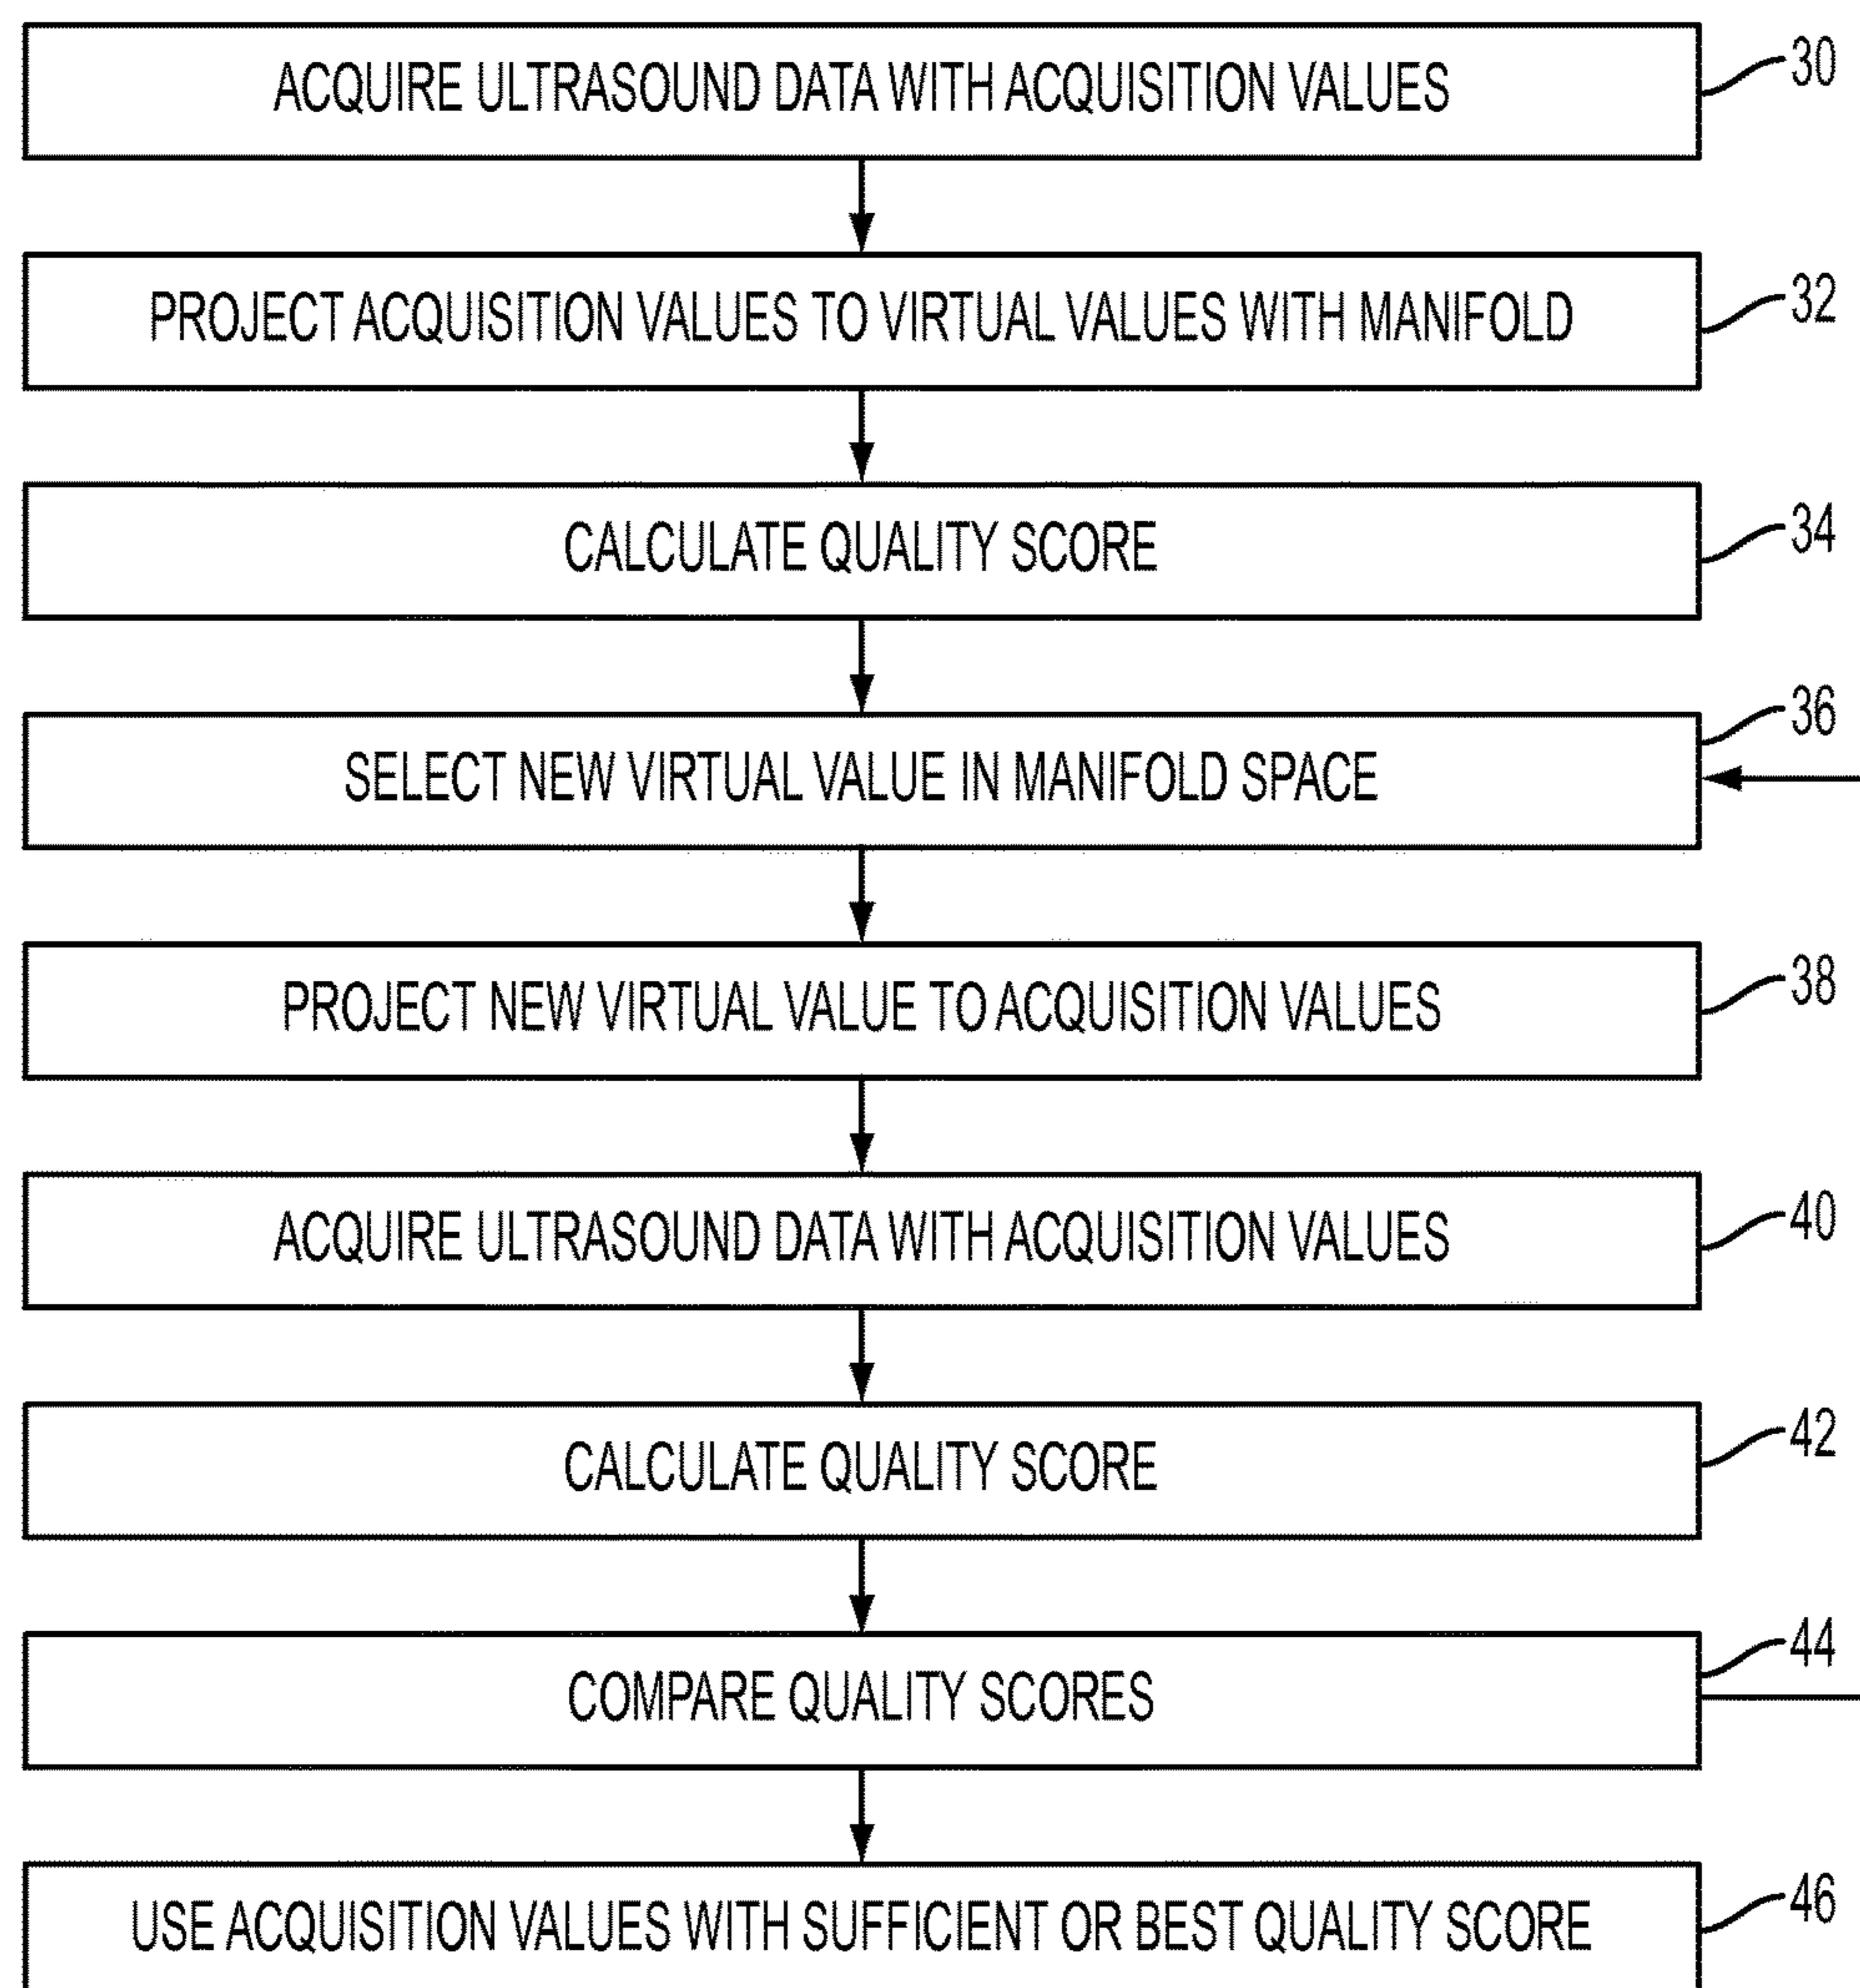 ACQUIRE ULTRASOUND DATA WITH ACQUISITION VALUES
30
PROJECT ACQUISITION VALUES TO VIRTUAL VALUES WITH MANIFOLD
32
CALCULATE QUALITY SCORE
34
SELECT NEW VIRTUAL VALUE IN MANIFOLD SPACE
36
PROJECT NEW VIRTUAL VALUE TO ACQUISITION VALUES
38
ACQUIRE ULTRASOUND DATA WITH ACQUISITION VALUES
40
CALCULATE QUALITY SCORE
42
COMPARE QUALITY SCORES
44
USE ACQUISITION VALUES WITH SUFFICIENT OR BEST QUALITY SCORE
46